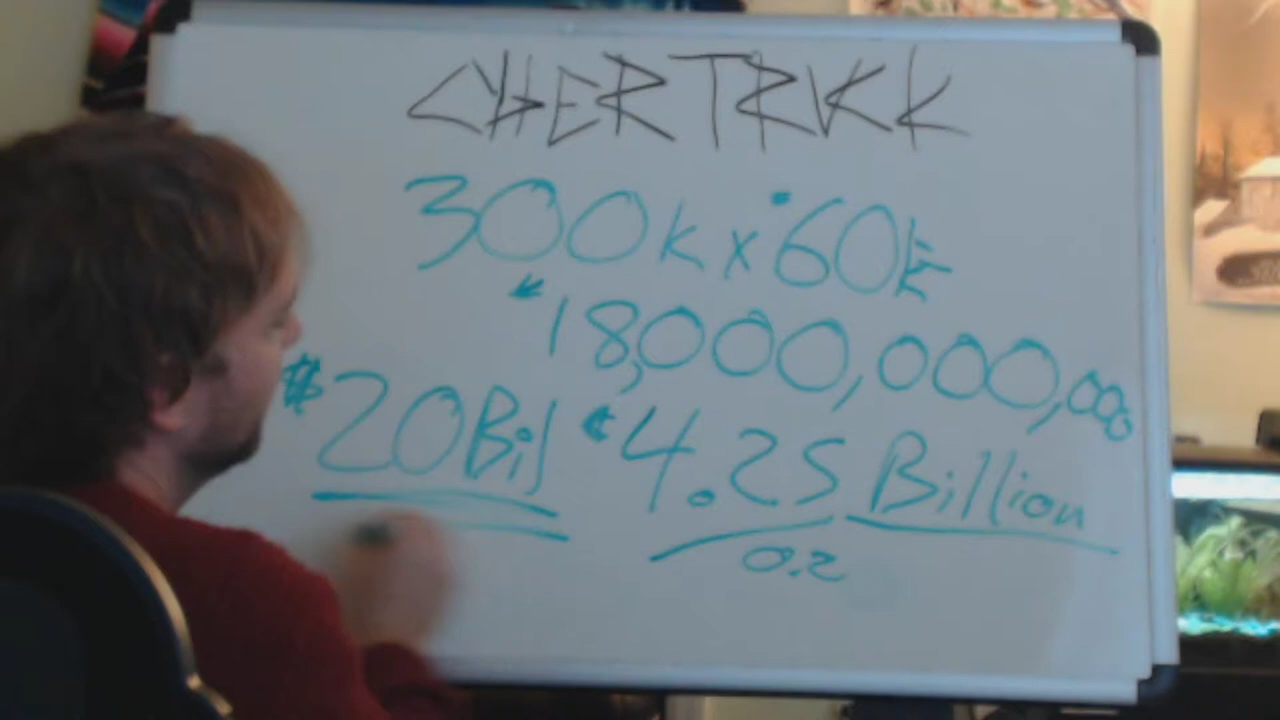 CYBERTRUCK
300k x 60k
18,000,000,000
$20Bil 4.25 Billion
0.2